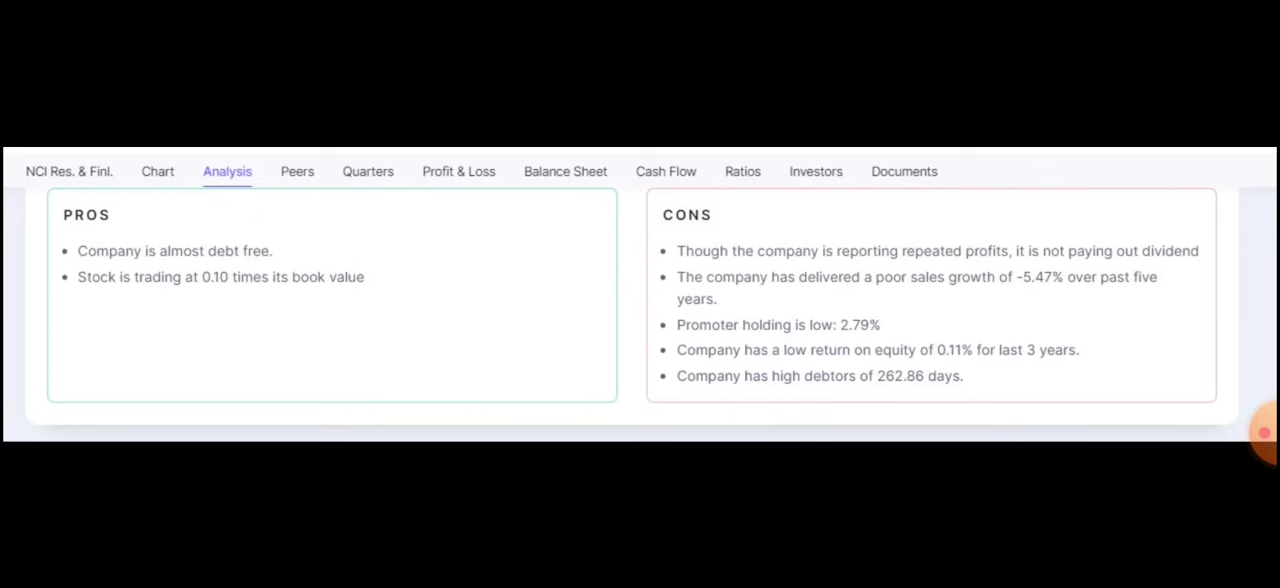 NCI Res. & Finl. Chart Analysis Peers Quarters Profit & Loss Balance Sheet Cash Flow Ratios Investors Documents
PROS
Company is almost debt free.
Stock is trading at 0.10 times its book value
CONS
Though the company is reporting repeated profits, it is not paying out dividend
The company has delivered a poor sales growth of -5.47% over past five
years.
Promoter holding is low: 2.79%
Company has a low return on equity of 0.11% for last 3 years.
Company has high debtors of 262.86 days.